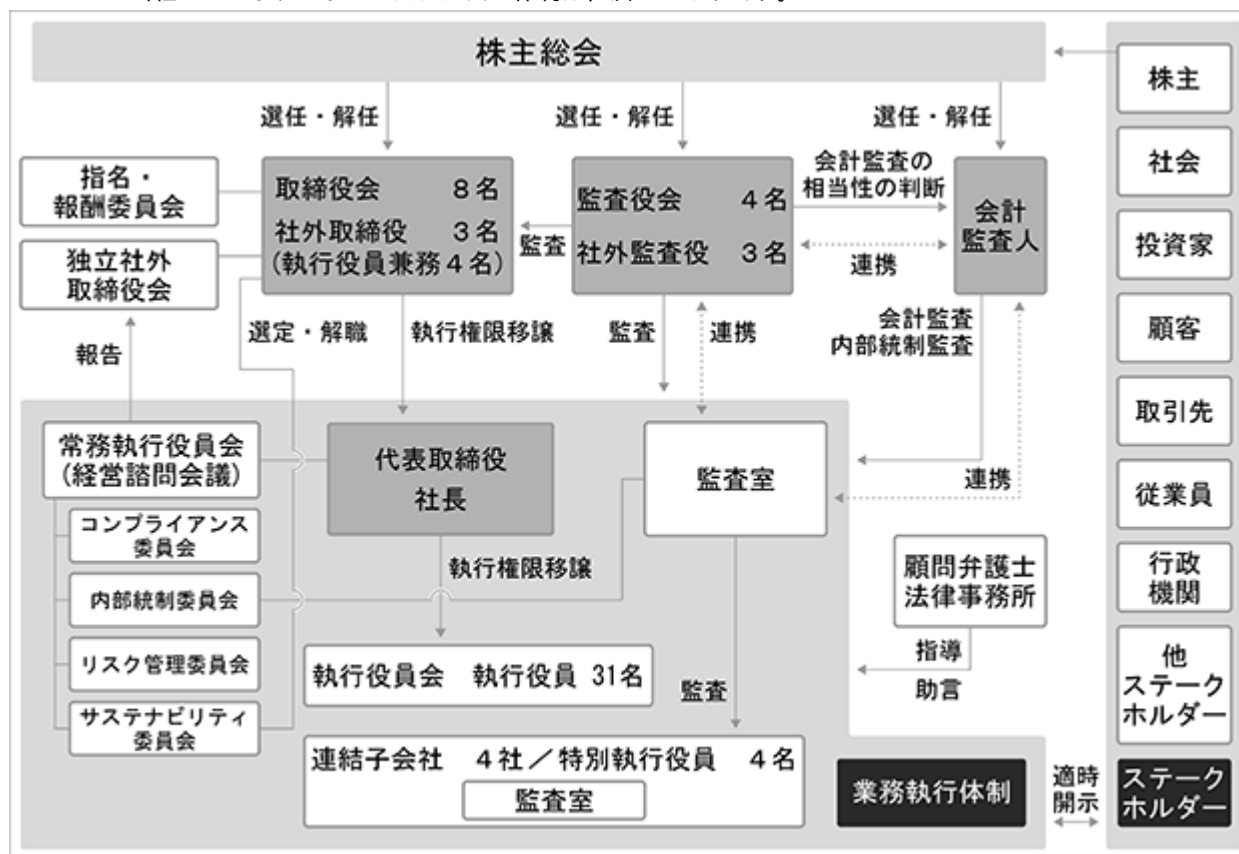 株主総会
選任・解任
選任・解任
選任・解任
指名・
報酬委員会
独立社外
取締役会
取締役会 8名
社外取締役 3名
(執行役員兼務4名)
監査
監査役会 4名
社外監査役 3名
会計監査の
相当性の判断
連携
会計
監査人
報告
選定・解職
執行権限移譲
監査
連携
会計監査
内部統制監査
連携
常務執行役員会
(経営諮問会議)
コンプライアンス
委員会
内部統制委員会
リスク管理委員会
サステナビリティ
委員会
代表取締役
社長
監査室
執行権限移譲
顧問弁護士
法律事務所
指導
助言
執行役員会 執行役員 31名
監査
連結子会社 4社/特別執行役員 4名
監査室
業務執行体制
適時
開示
株主
社会
投資家
顧客
取引先
従業員
行政
機関
他
ステーク
ホルダー
ステーク
ホルダー